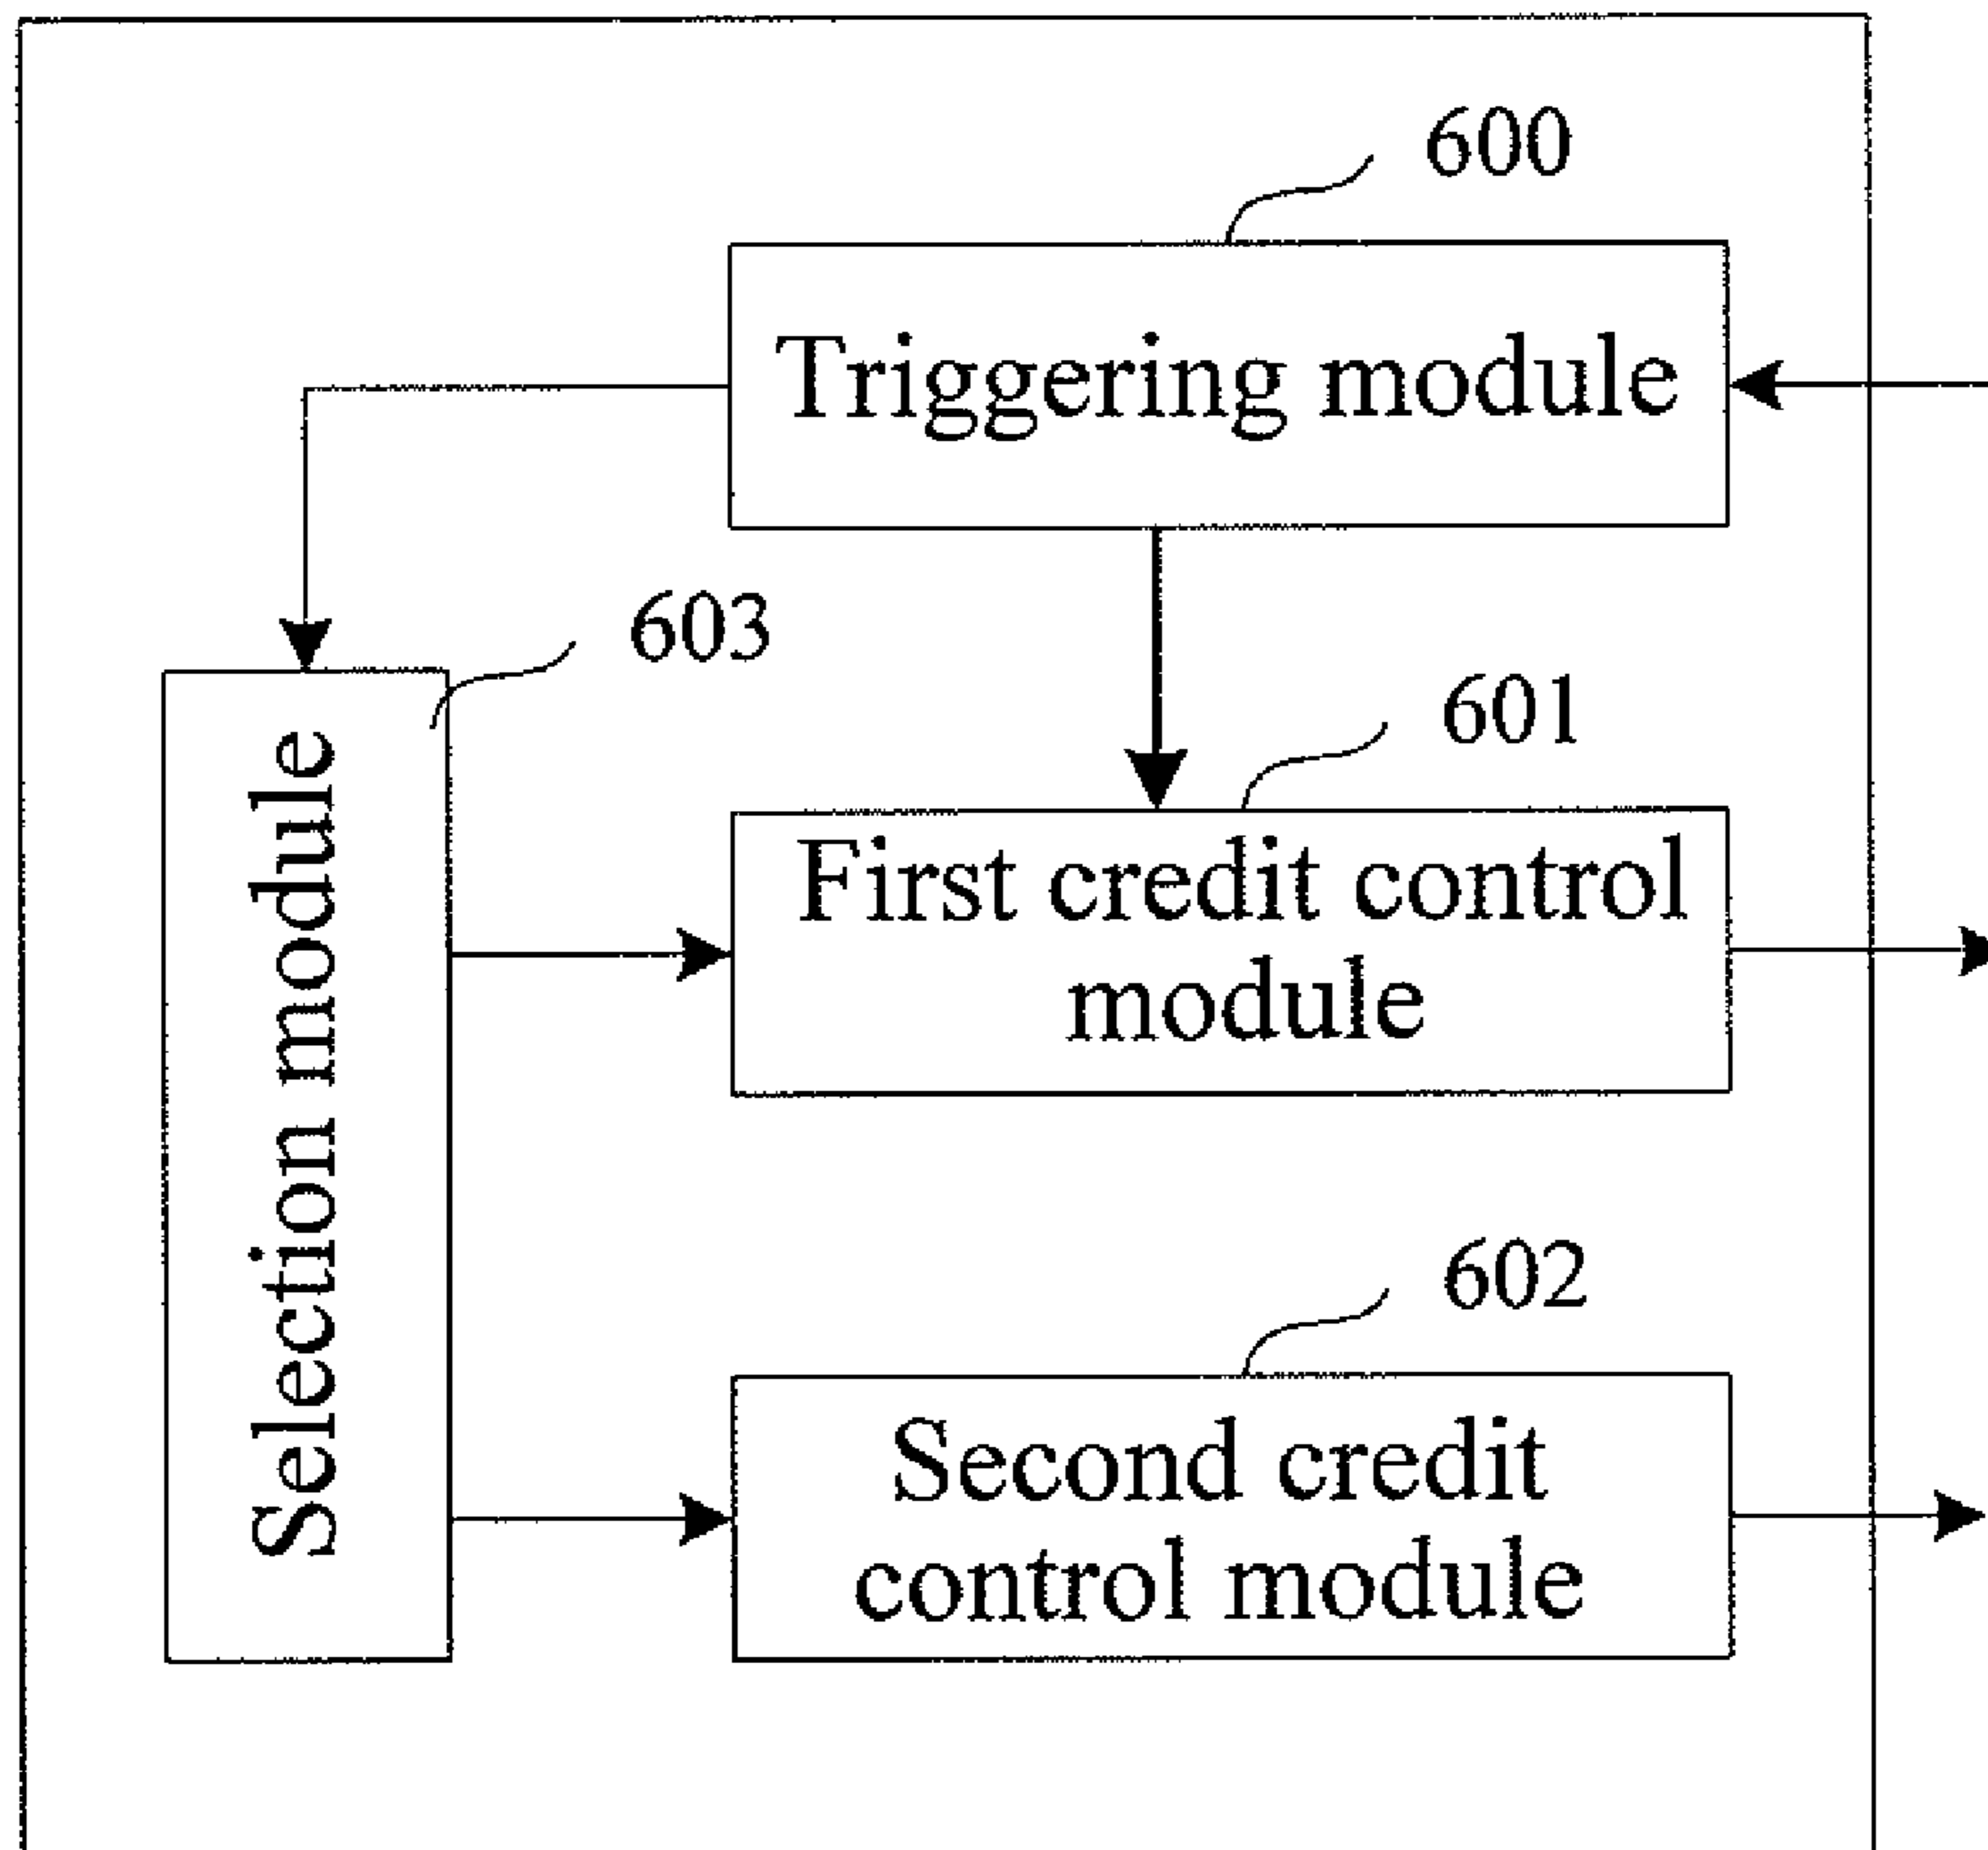 600
Triggering module
603
601
Selection module
First credit control
module
602
Second credit
control module